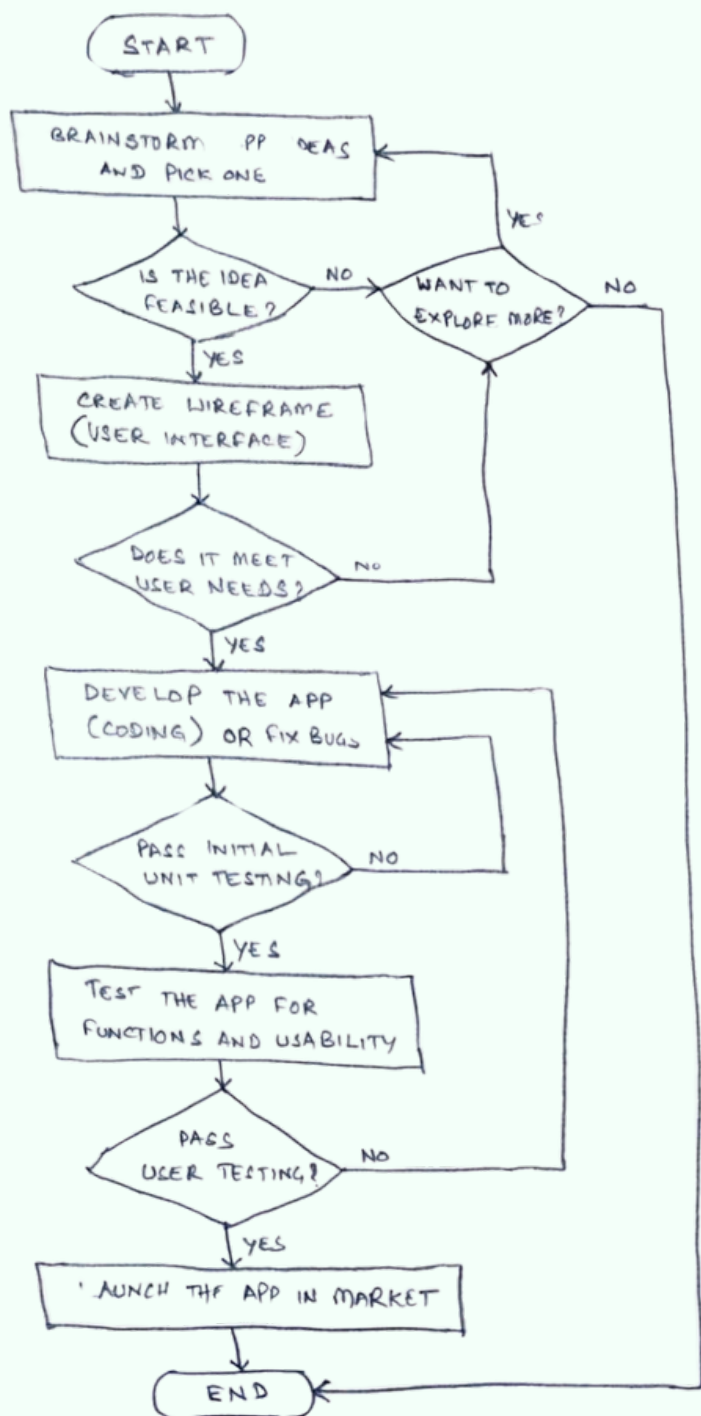 START
BRAINSTORM PP DEAS
AND PICK ONE
YES
IS THE IDEA
FEASIBLE?
NO
WANT TO
EXPLORE MORE?
NO
YES
CREATE WIREFRAME
(USER INTERFACE)
DOES IT MEET
USER NEEDS?
NO
YES
DEVELOP THE APP
(CODING) OR FIX BUGS
PASS INITIAL
UNIT TESTING?
NO
YES
TEST THE APP FOR
FUNCTIONS AND USABILITY
PASS
USER TESTING?
NO
YES
AUNCH THE APP IN MARKET
END